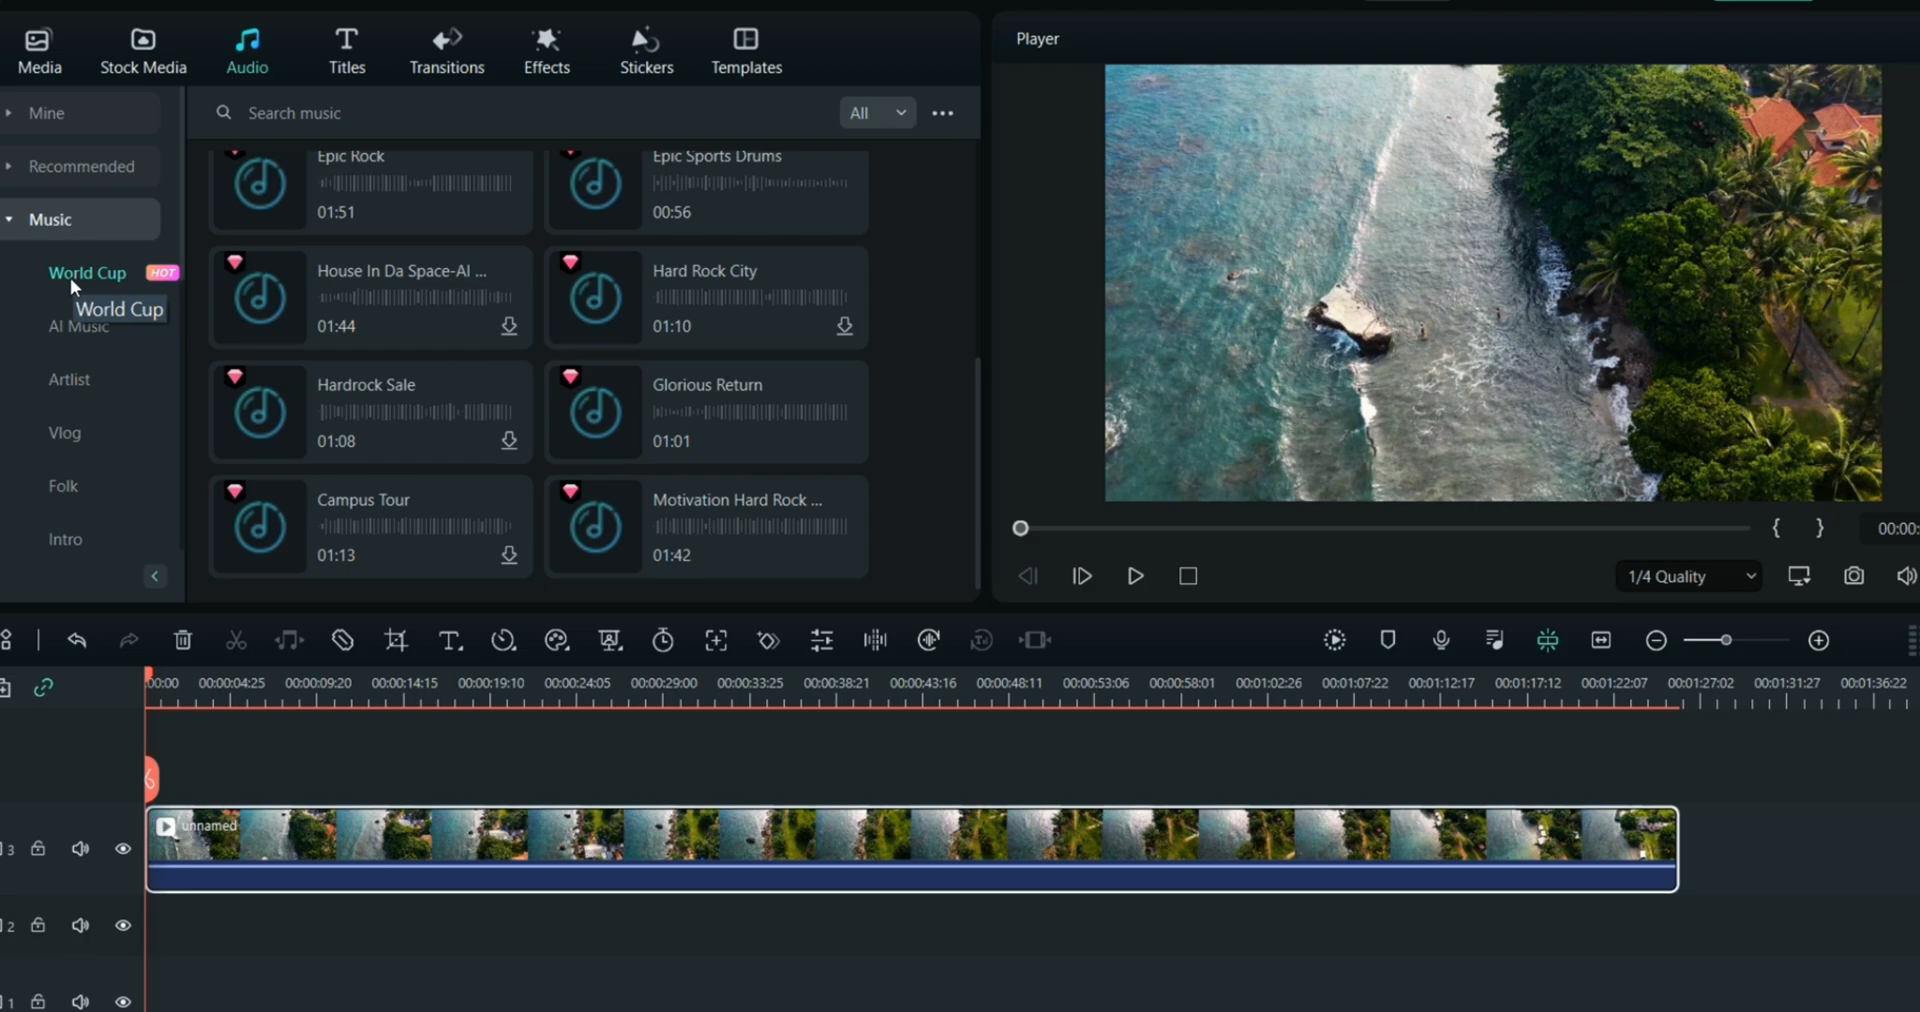 Media
Stock Media
Audio
Titles
Transitions
Effects
Stickers
Templates
Player
Mine
Recommended
Music
World Cup HOT
World Cup
AI Music
Artlist
Vlog
Folk
Intro
Search music
All
Epic Rock
01:51
Epic Sports Drums
00:56
House In Da Space-AI ...
01:44
Hard Rock City
01:10
Hardrock Sale
01:08
Glorious Return
01:01
Campus Tour
01:13
Motivation Hard Rock ...
01:42
{ } 00:00:
1/4 Quality
:00:00 00:00:04:25 00:00:09:20 00:00:14:15 00:00:19:10 00:00:24:05 00:00:29:00 00:00:33:25 00:00:38:21 00:00:43:16 00:00:48:11 00:00:53:06 00:00:58:01 00:01:02:26 00:01:07:22 00:01:12:17 00:01:17:12 00:01:22:07 00:01:27:02 00:01:31:27 00:01:36:22
unnamed
3
2
1